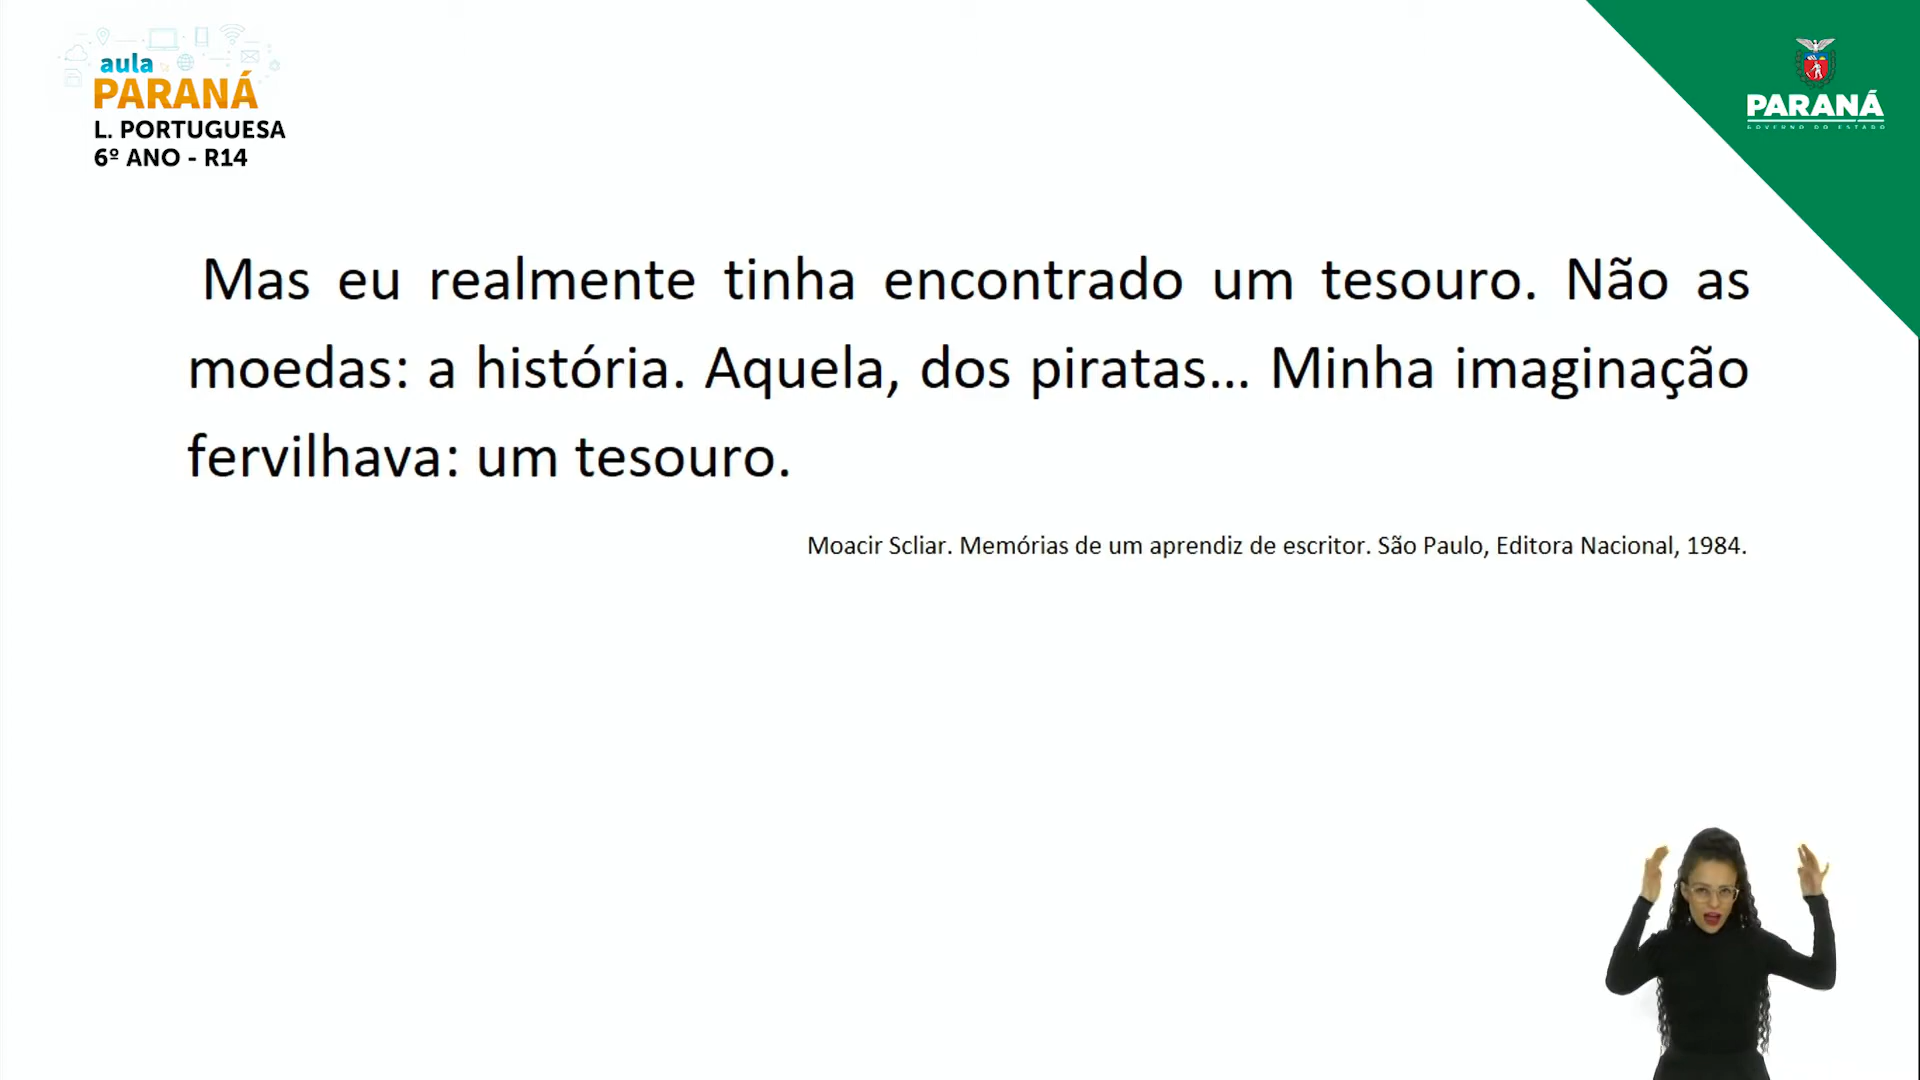 aula
PARANÁ
L. PORTUGUESA
6º ANO - R14
PARANÁ
GOVERNO DO ESTADO
Mas eu realmente tinha encontrado um tesouro. Não as
moedas: a história. Aquela, dos piratas... Minha imaginação
fervilhava: um tesouro.
Moacir Scliar. Memórias de um aprendiz de escritor. São Paulo, Editora Nacional, 1984.